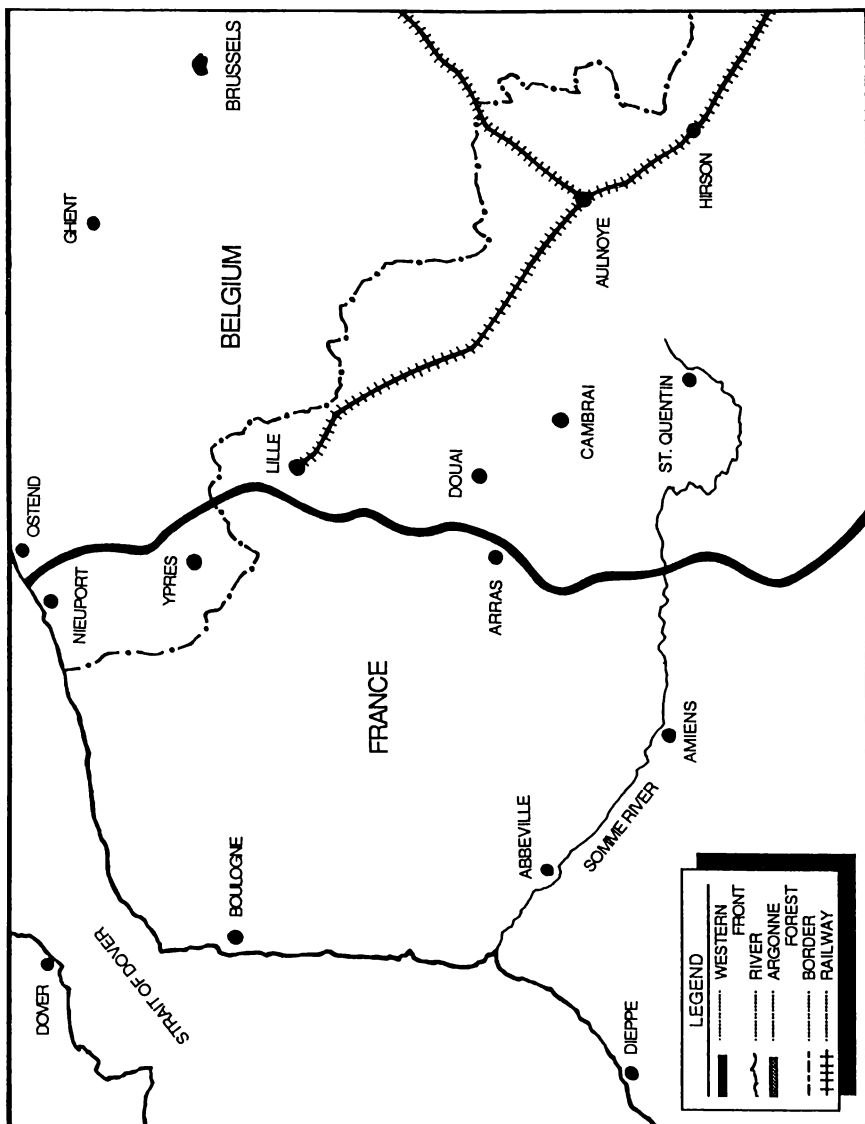 DOVER
STRAIT OF DOVER
OSTEND
NIEUPORT
GHENT
BRUSSELS
BELGIUM
YPRES
BOULOGNE
LILLE
FRANCE
DOUAI
ARRAS
CAMBRAI
AULNOYE
ABBEVILLE
SOMME RIVER
HIRSON
ST. QUENTIN
AMIENS
DIEPPE
LEGEND
WESTERN
FRONT
RIVER
ARGONNE
FOREST
BORDER
RAILWAY